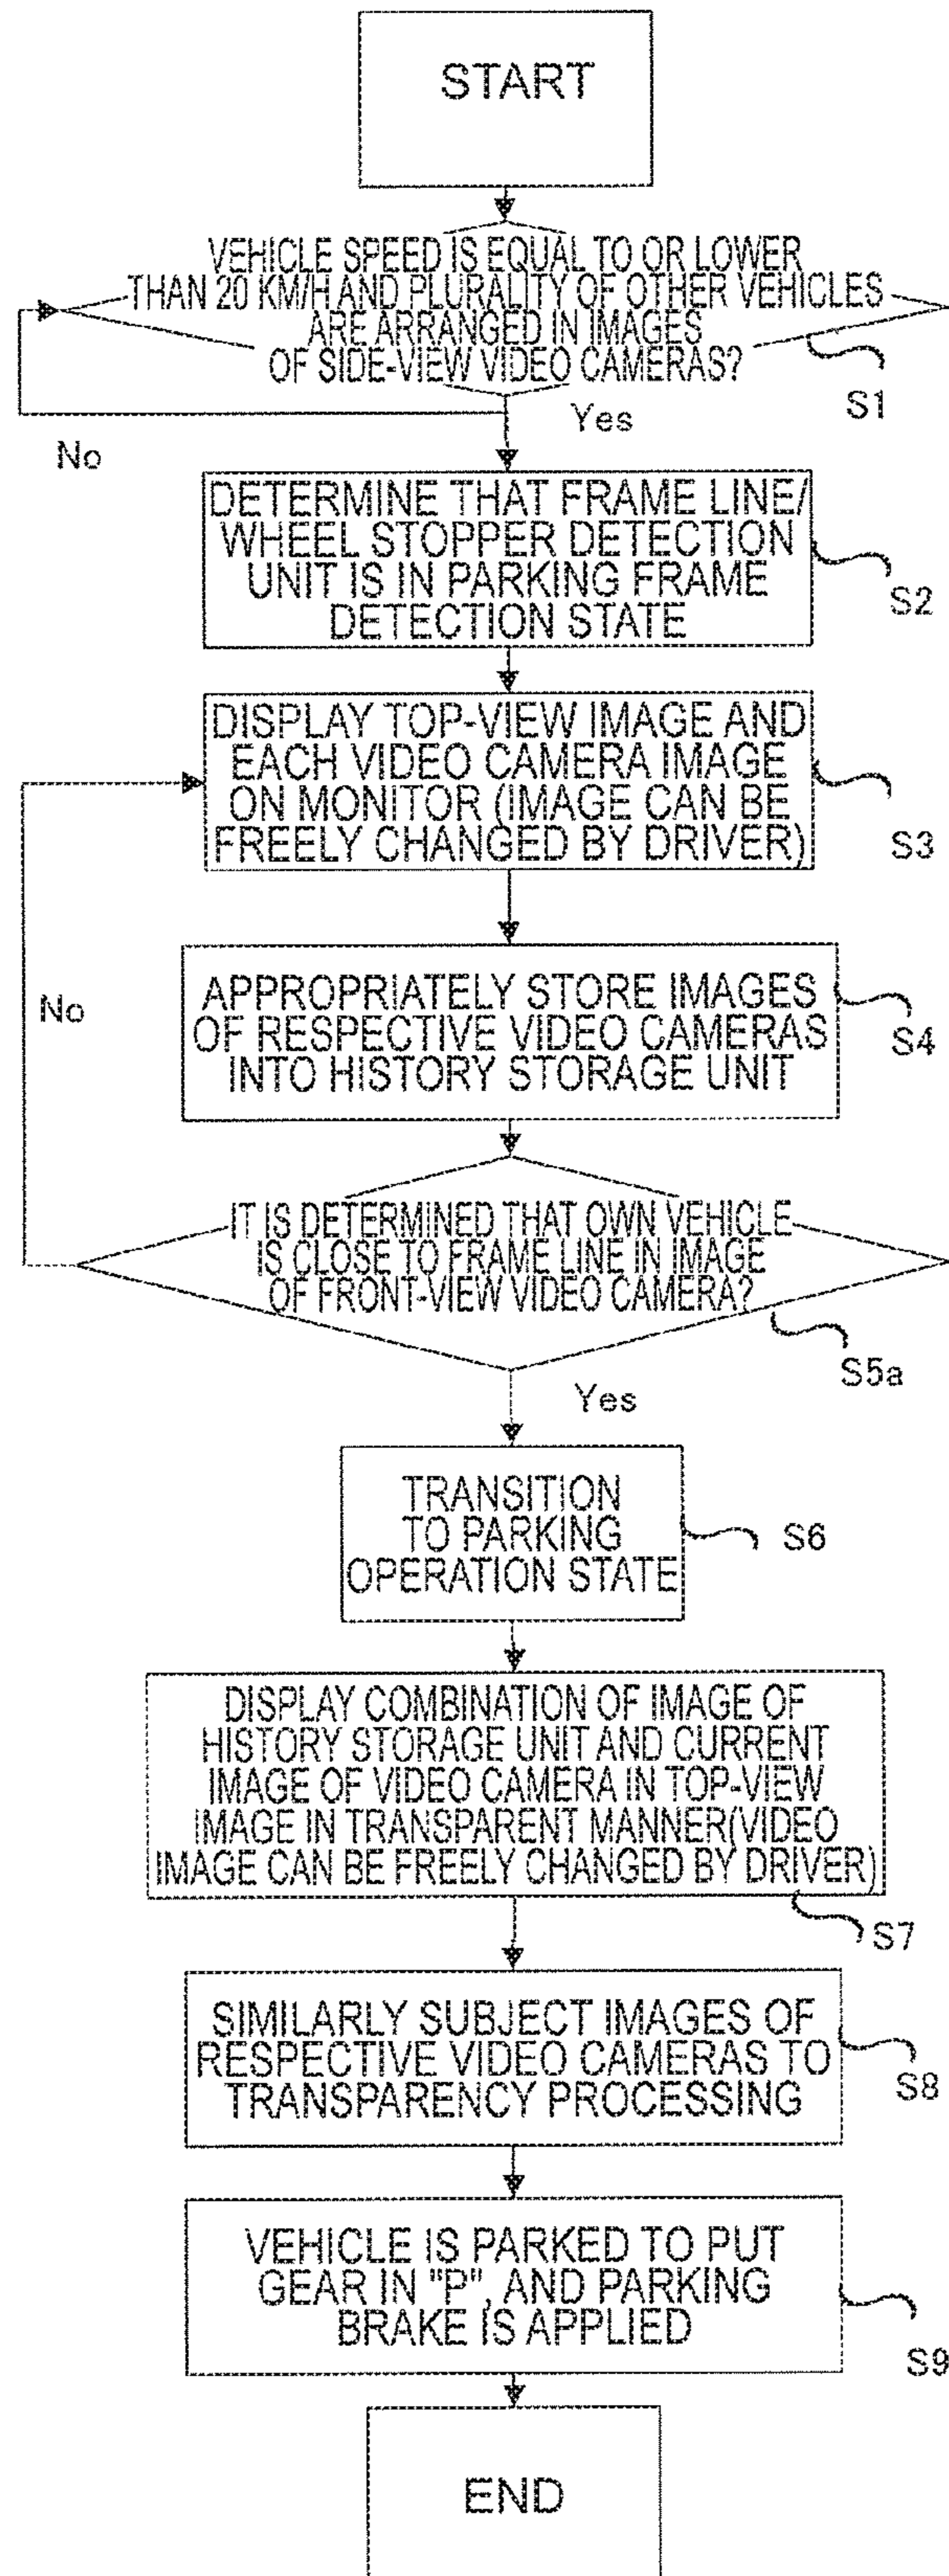 START
VEHICLE SPEED IS EQUAL TO OR LOWER
THAN 20 KM/H AND PLURALITY OF OTHER VEHICLES
ARE ARRANGED IN IMAGES
OF SIDE-VIEW VIDEO CAMERAS?
S1
Yes
No
DETERMINE THAT FRAME LINE/
WHEEL STOPPER DETECTION
UNIT IS IN PARKING FRAME
DETECTION STATE
S2
DISPLAY TOP-VIEW IMAGE AND
EACH VIDEO CAMERA IMAGE
ON MONITOR (IMAGE CAN BE
FREELY CHANGED BY DRIVER)
S3
No
APPROPRIATELY STORE IMAGES
OF RESPECTIVE VIDEO CAMERAS
INTO HISTORY STORAGE UNIT
S4
IT IS DETERMINED THAT OWN VEHICLE
IS CLOSE TO FRAME LINE IN IMAGE
OF FRONT-VIEW VIDEO CAMERA?
S5a
Yes
TRANSITION
TO PARKING
OPERATION STATE
S6
DISPLAY COMBINATION OF IMAGE OF
HISTORY STORAGE UNIT AND CURRENT
IMAGE OF VIDEO CAMERA IN TOP-VIEW
IMAGE IN TRANSPARENT MANNER(VIDEO
IMAGE CAN BE FREELY CHANGED BY DRIVER)
S7
SIMILARLY SUBJECT IMAGES OF
RESPECTIVE VIDEO CAMERAS TO
TRANSPARENCY PROCESSING
S8
VEHICLE IS PARKED TO PUT
GEAR IN "P", AND PARKING
BRAKE IS APPLIED
S9
END